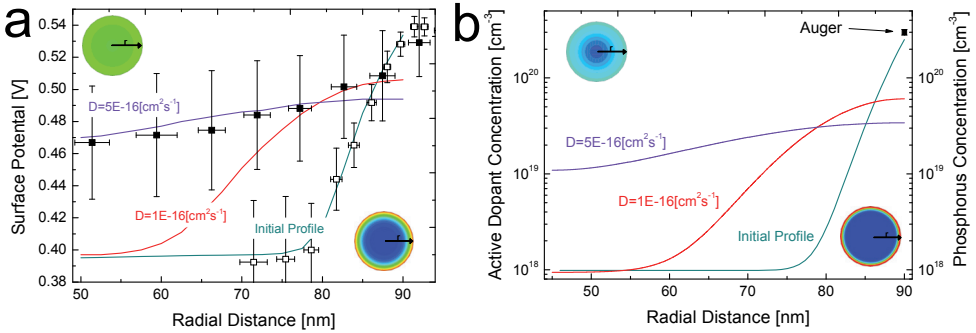 a
Surface Potential [V]
0.54
0.52
0.50
0.48
0.46
0.44
0.42
0.40
0.38
r
D=5E-16[cm²s⁻¹]
D=1E-16[cm²s⁻¹]
Initial Profile
r
50 60 70 80 90
Radial Distance [nm]
b
Active Dopant Concentration [cm⁻³]
10²⁰
10¹⁹
10¹⁸
r
Auger
D=5E-16[cm²s⁻¹]
D=1E-16[cm²s⁻¹]
Initial Profile
r
Phosphorus Concentration [cm⁻³]
10²⁰
10¹⁹
10¹⁸
50 60 70 80 90
Radial Distance [nm]